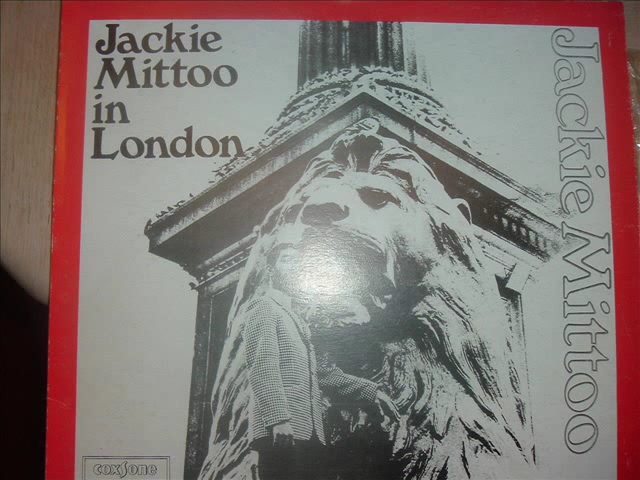 Jackie
Mittoo
in
London
Jackie Mittoo
coxsone